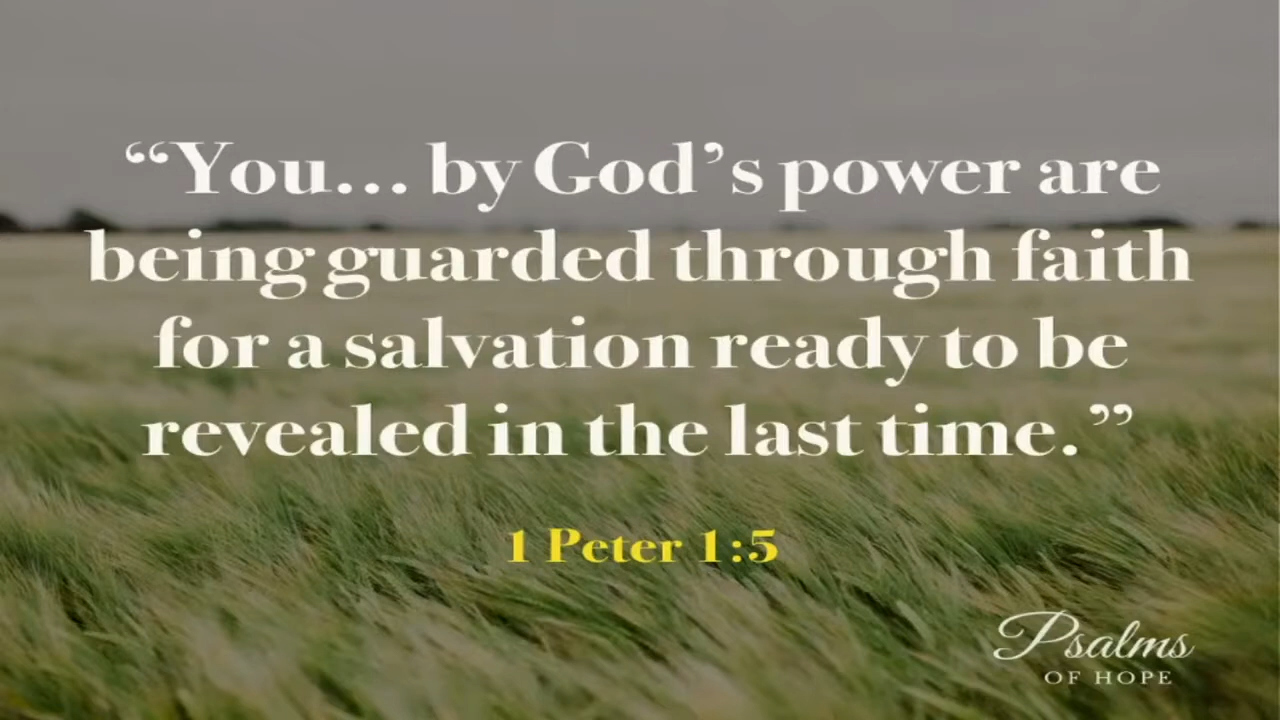 “You... by God’s power are
being guarded through faith
for a salvation ready to be
revealed in the last time.”
1 Peter 1:5
Psalms
OF HOPE